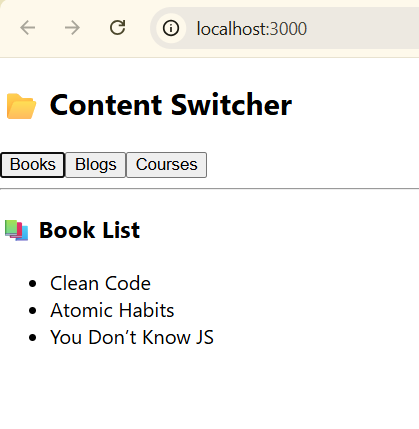 localhost:3000
Content Switcher
Books Blogs Courses
Book List
Clean Code
Atomic Habits
You Don’t Know JS